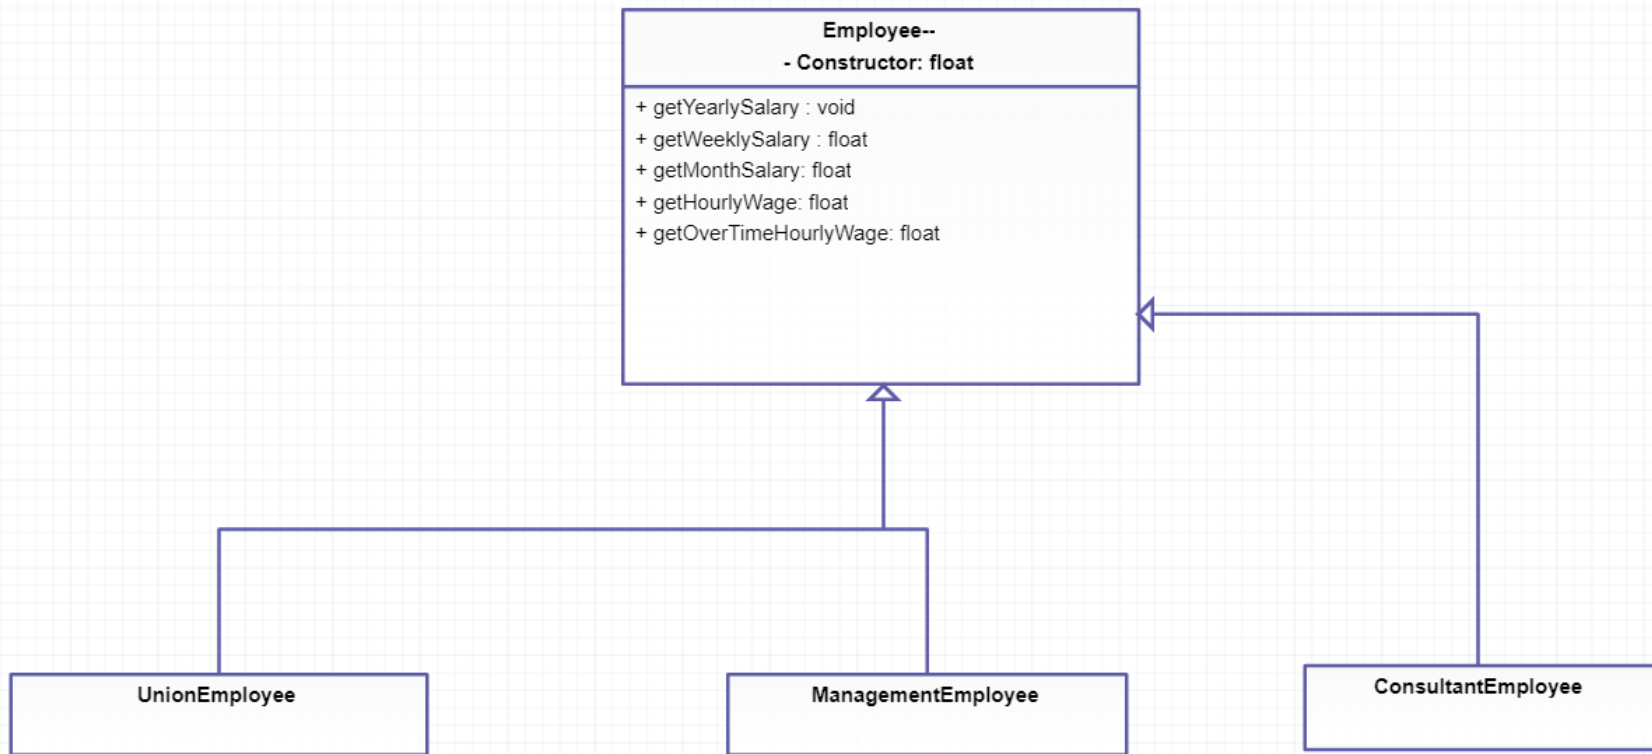 Employee--
- Constructor: float
+ getYearlySalary : void
+ getWeeklySalary : float
+ getMonthSalary: float
+ getHourlyWage: float
+ getOverTimeHourlyWage: float
UnionEmployee
ManagementEmployee
ConsultantEmployee